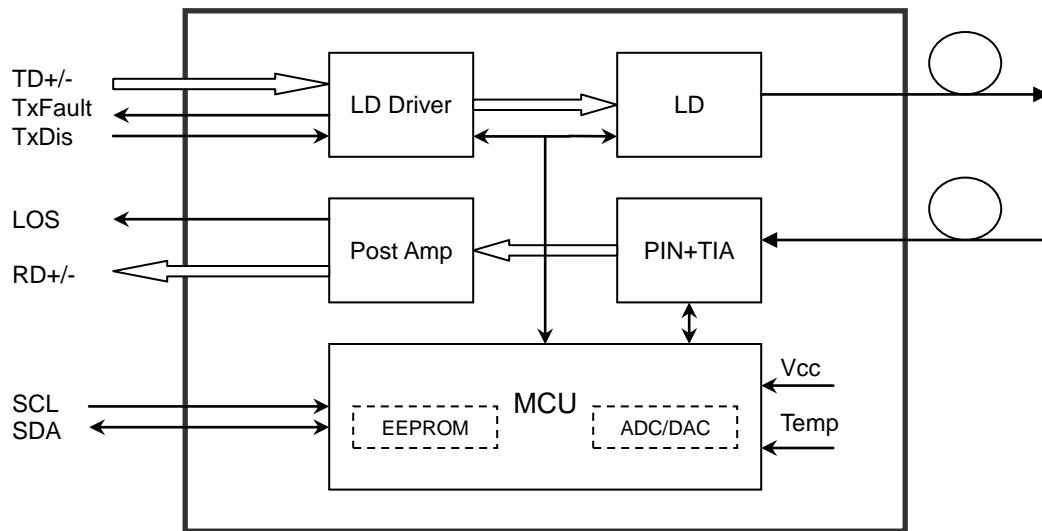 TD+/-
TxFault
TxDis
LD Driver
LD
LOS
RD+/-
Post Amp
PIN+TIA
SCL
SDA
MCU
EEPROM
ADC/DAC
Vcc
Temp